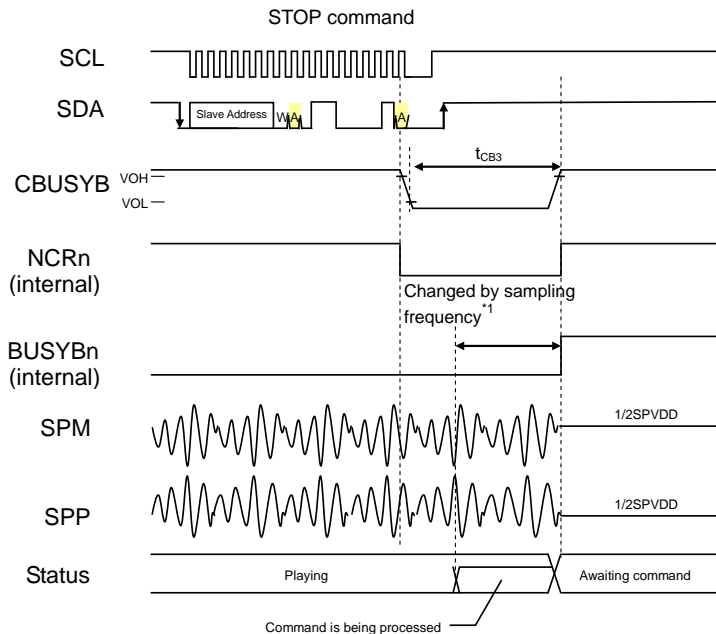 STOP command
SCL
SDA
Slave Address
W
A
A
tCB3
CBUSYB
VOH
VOL
NCRn
(internal)
Changed by sampling
frequency*1
BUSYBn
(internal)
SPM
1/2SPVDD
SPP
1/2SPVDD
Status
Playing
Awaiting command
Command is being processed